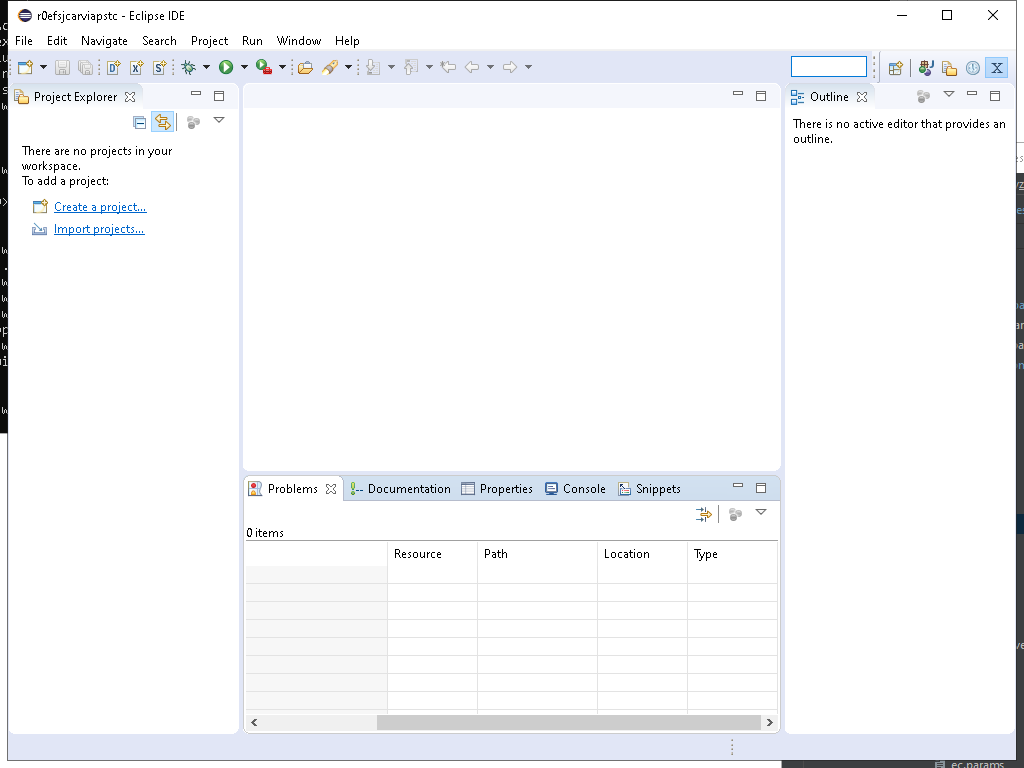 r0efsjcarviapstc - Eclipse IDE
File Edit Navigate Search Project Run Window Help
Project Explorer
There are no projects in your
workspace.
To add a project:
Create a project...
Import projects...
Outline
There is no active editor that provides an
outline.
Problems Documentation Properties Console Snippets
0 items
Resource Path Location Type
ec.params